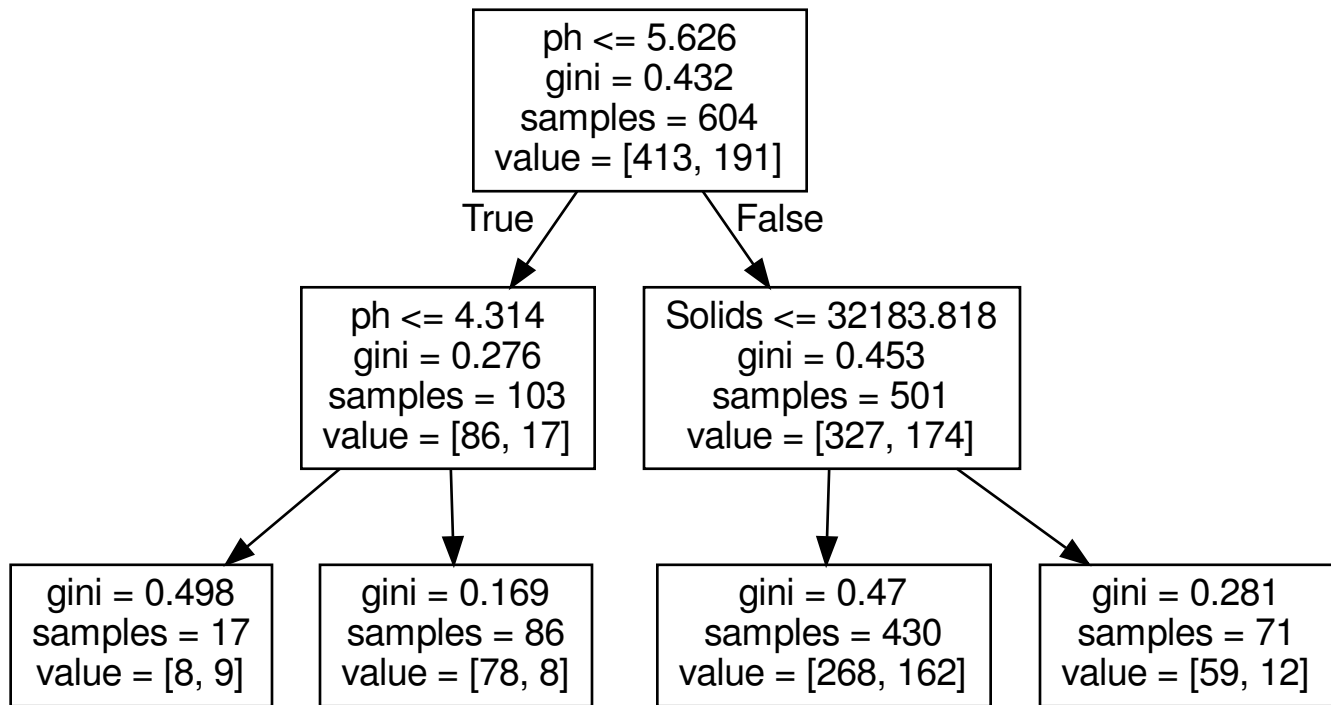 ph <= 5.626
gini = 0.432
samples = 604
value = [413, 191]
True
False
ph <= 4.314
gini = 0.276
samples = 103
value = [86, 17]
Solids <= 32183.818
gini = 0.453
samples = 501
value = [327, 174]
gini = 0.498
samples = 17
value = [8, 9]
gini = 0.169
samples = 86
value = [78, 8]
gini = 0.47
samples = 430
value = [268, 162]
gini = 0.281
samples = 71
value = [59, 12]